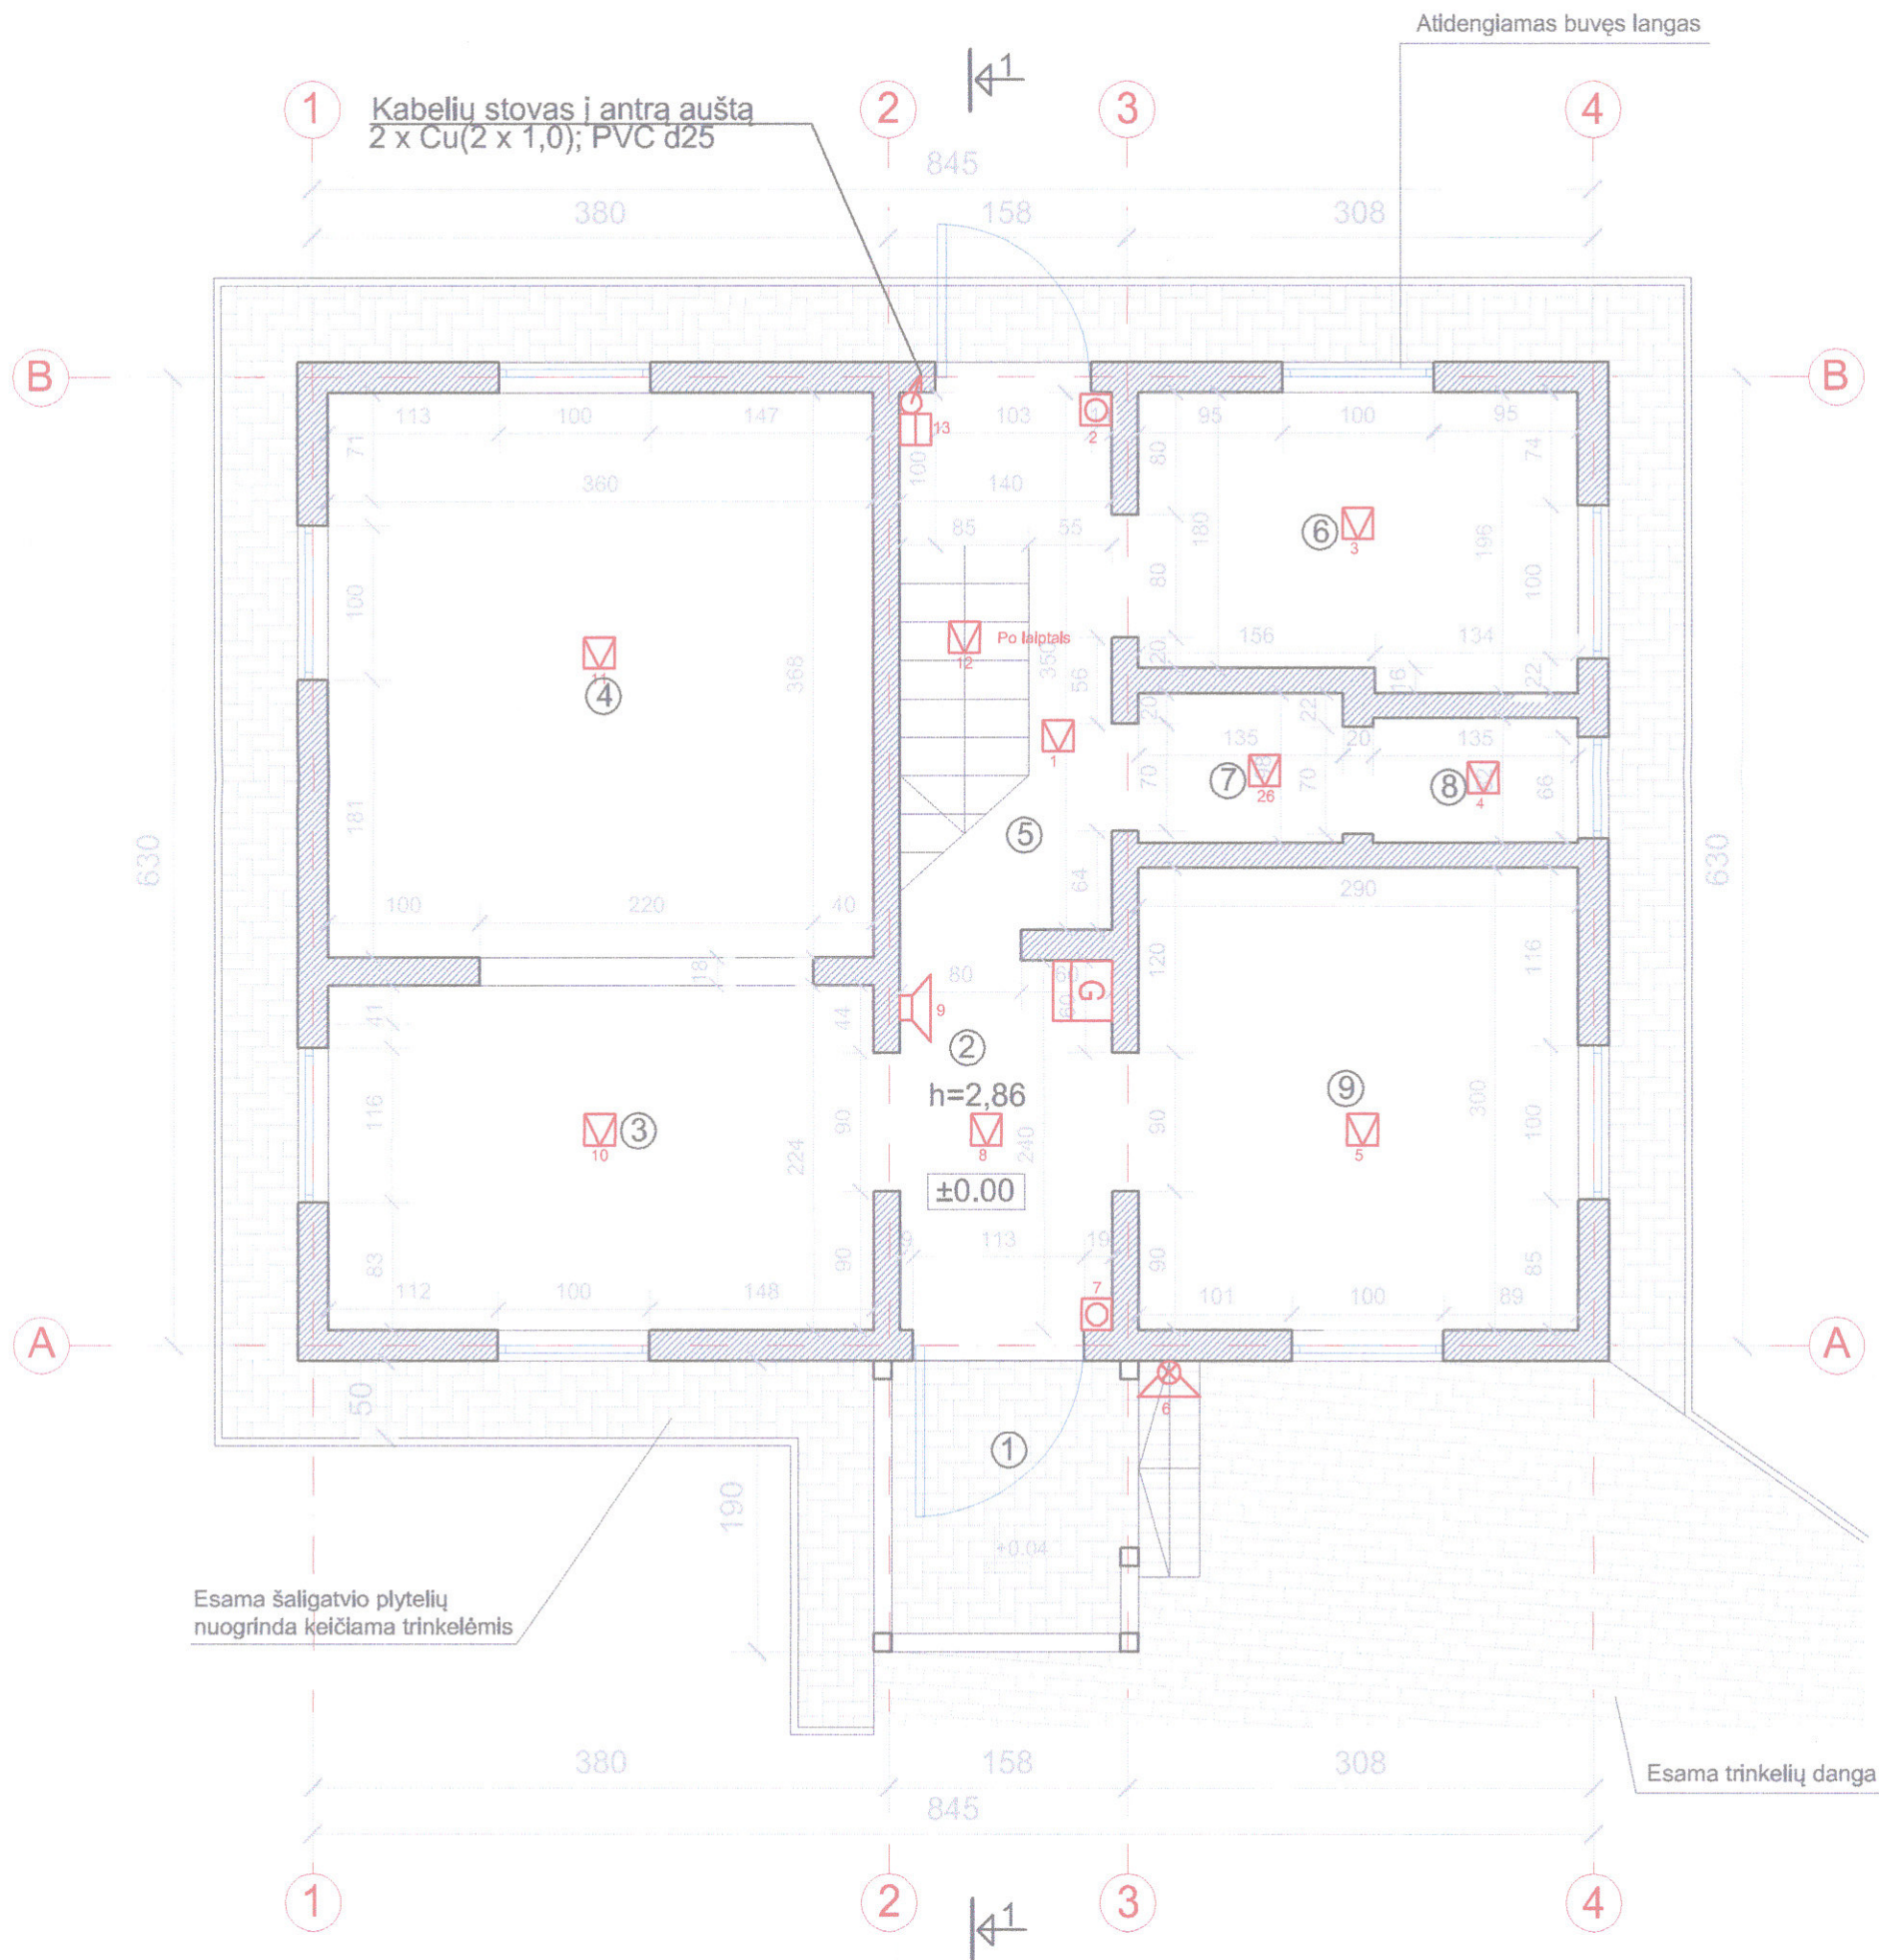 Atidengiamas buvęs langas
1
1 2 3 4
Kabelių stovas į antrą auštą
2 x Cu(2 x 1,0); PVC d25
845
380 158 308
B B
113 100 147 103 95 100 95
13 2
71 100 80 74
360 140
85 55
6 3
180 196
100 80 100
156 134
11 4
12 Po laiptais
350 56 20 16 22
368
20 22
1
135 20 135
7 26 8 4
70 70 66
181
5
630 630
64
290
100 220 40
18
120 116
80 60
G
60
41 44
9
2
h=2,86
9
116 90 90 300 100
10 3 8 5
224 240
±0.00
9 113 19
83 90 90 85
112 100 148 7 101 100 89
A A
50
6
1
190
+0.04
Esama šaligatvio plytelių
nuogrinda keičiama trinkelėmis
380 158 308
Esama trinkelių danga
845
1 2 3 4
1